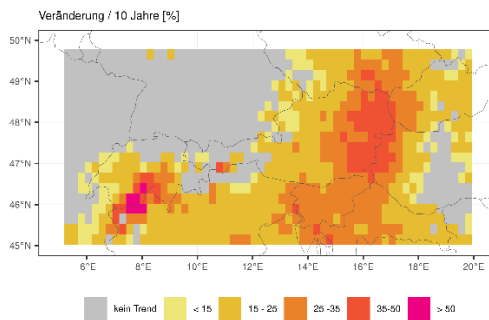 Veränderung / 10 Jahre [%]
50°N
49°N
48°N
47°N
46°N
45°N
6°E 8°E 10°E 12°E 14°E 16°E 18°E 20°E
kein Trend < 15 15 - 25 25 -35 35-50 > 50